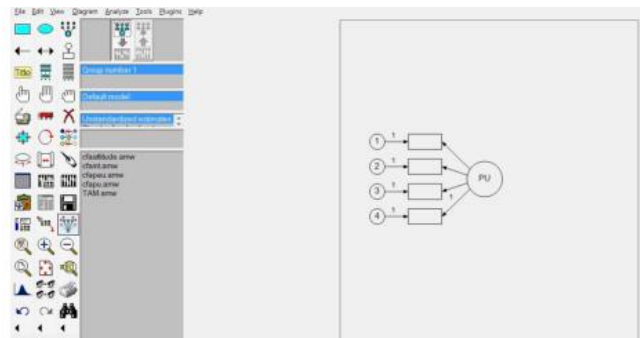 File Edit View Diagram Analyze Tools Plugins Help
Title
Group number 1
Default model
Unstandardized estimates
cfaattitude.amw
cfaint.amw
cfapeu.amw
cfapu.amw
TAM.amw
1 1
2 1
3 1
4 1
1
PU